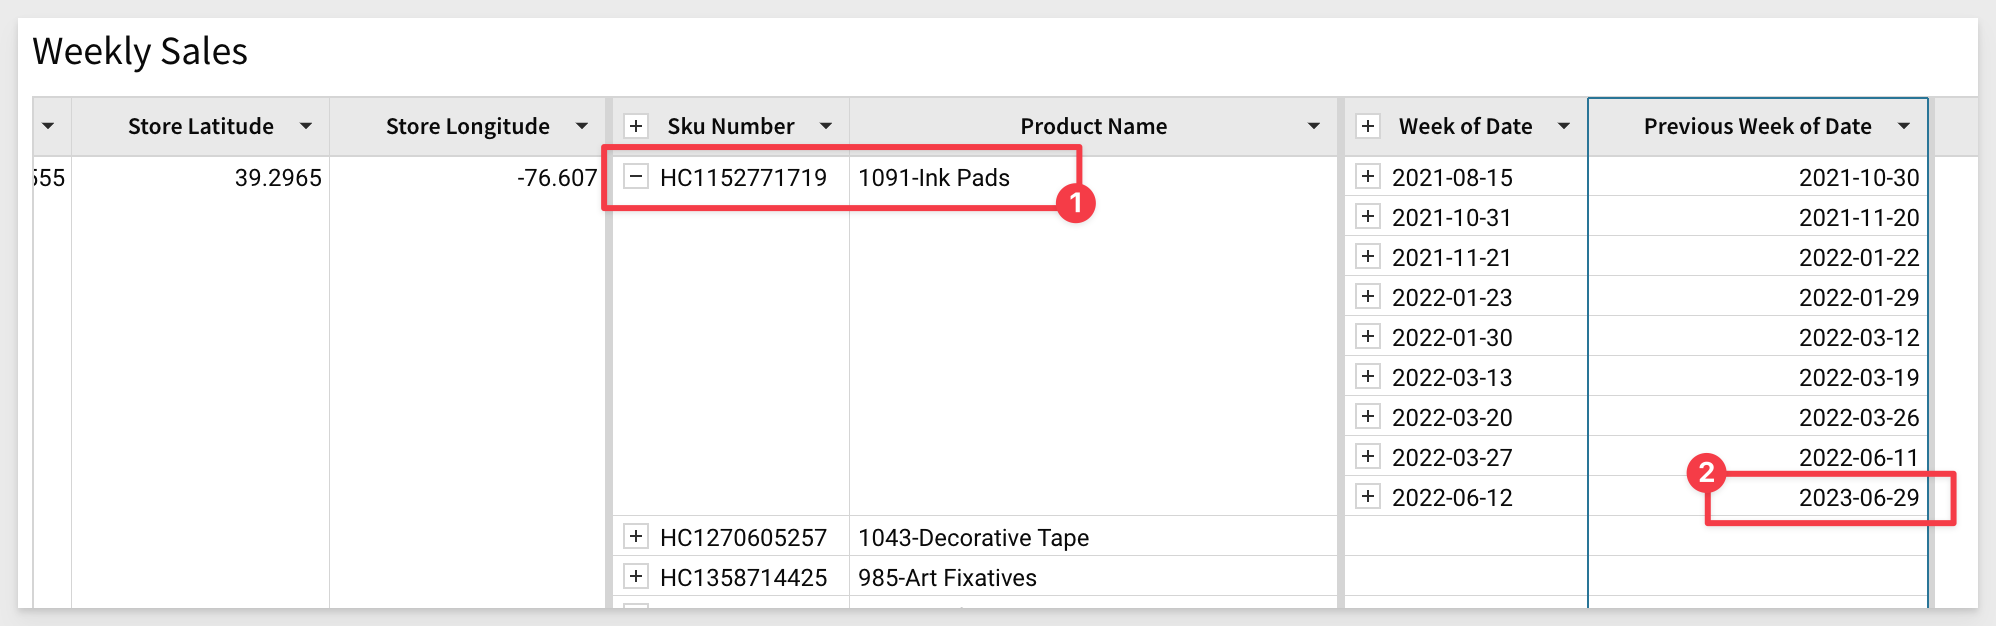 Weekly Sales
Store Latitude Store Longitude Sku Number Product Name Week of Date Previous Week of Date
555 39.2965 -76.607 HC1152771719 1091-Ink Pads 2021-08-15 2021-10-30
1
2021-10-31 2021-11-20
2021-11-21 2022-01-22
2022-01-23 2022-01-29
2022-01-30 2022-03-12
2022-03-13 2022-03-19
2022-03-20 2022-03-26
2022-03-27 2022-06-11
2
2022-06-12 2023-06-29
HC1270605257 1043-Decorative Tape
HC1358714425 985-Art Fixatives